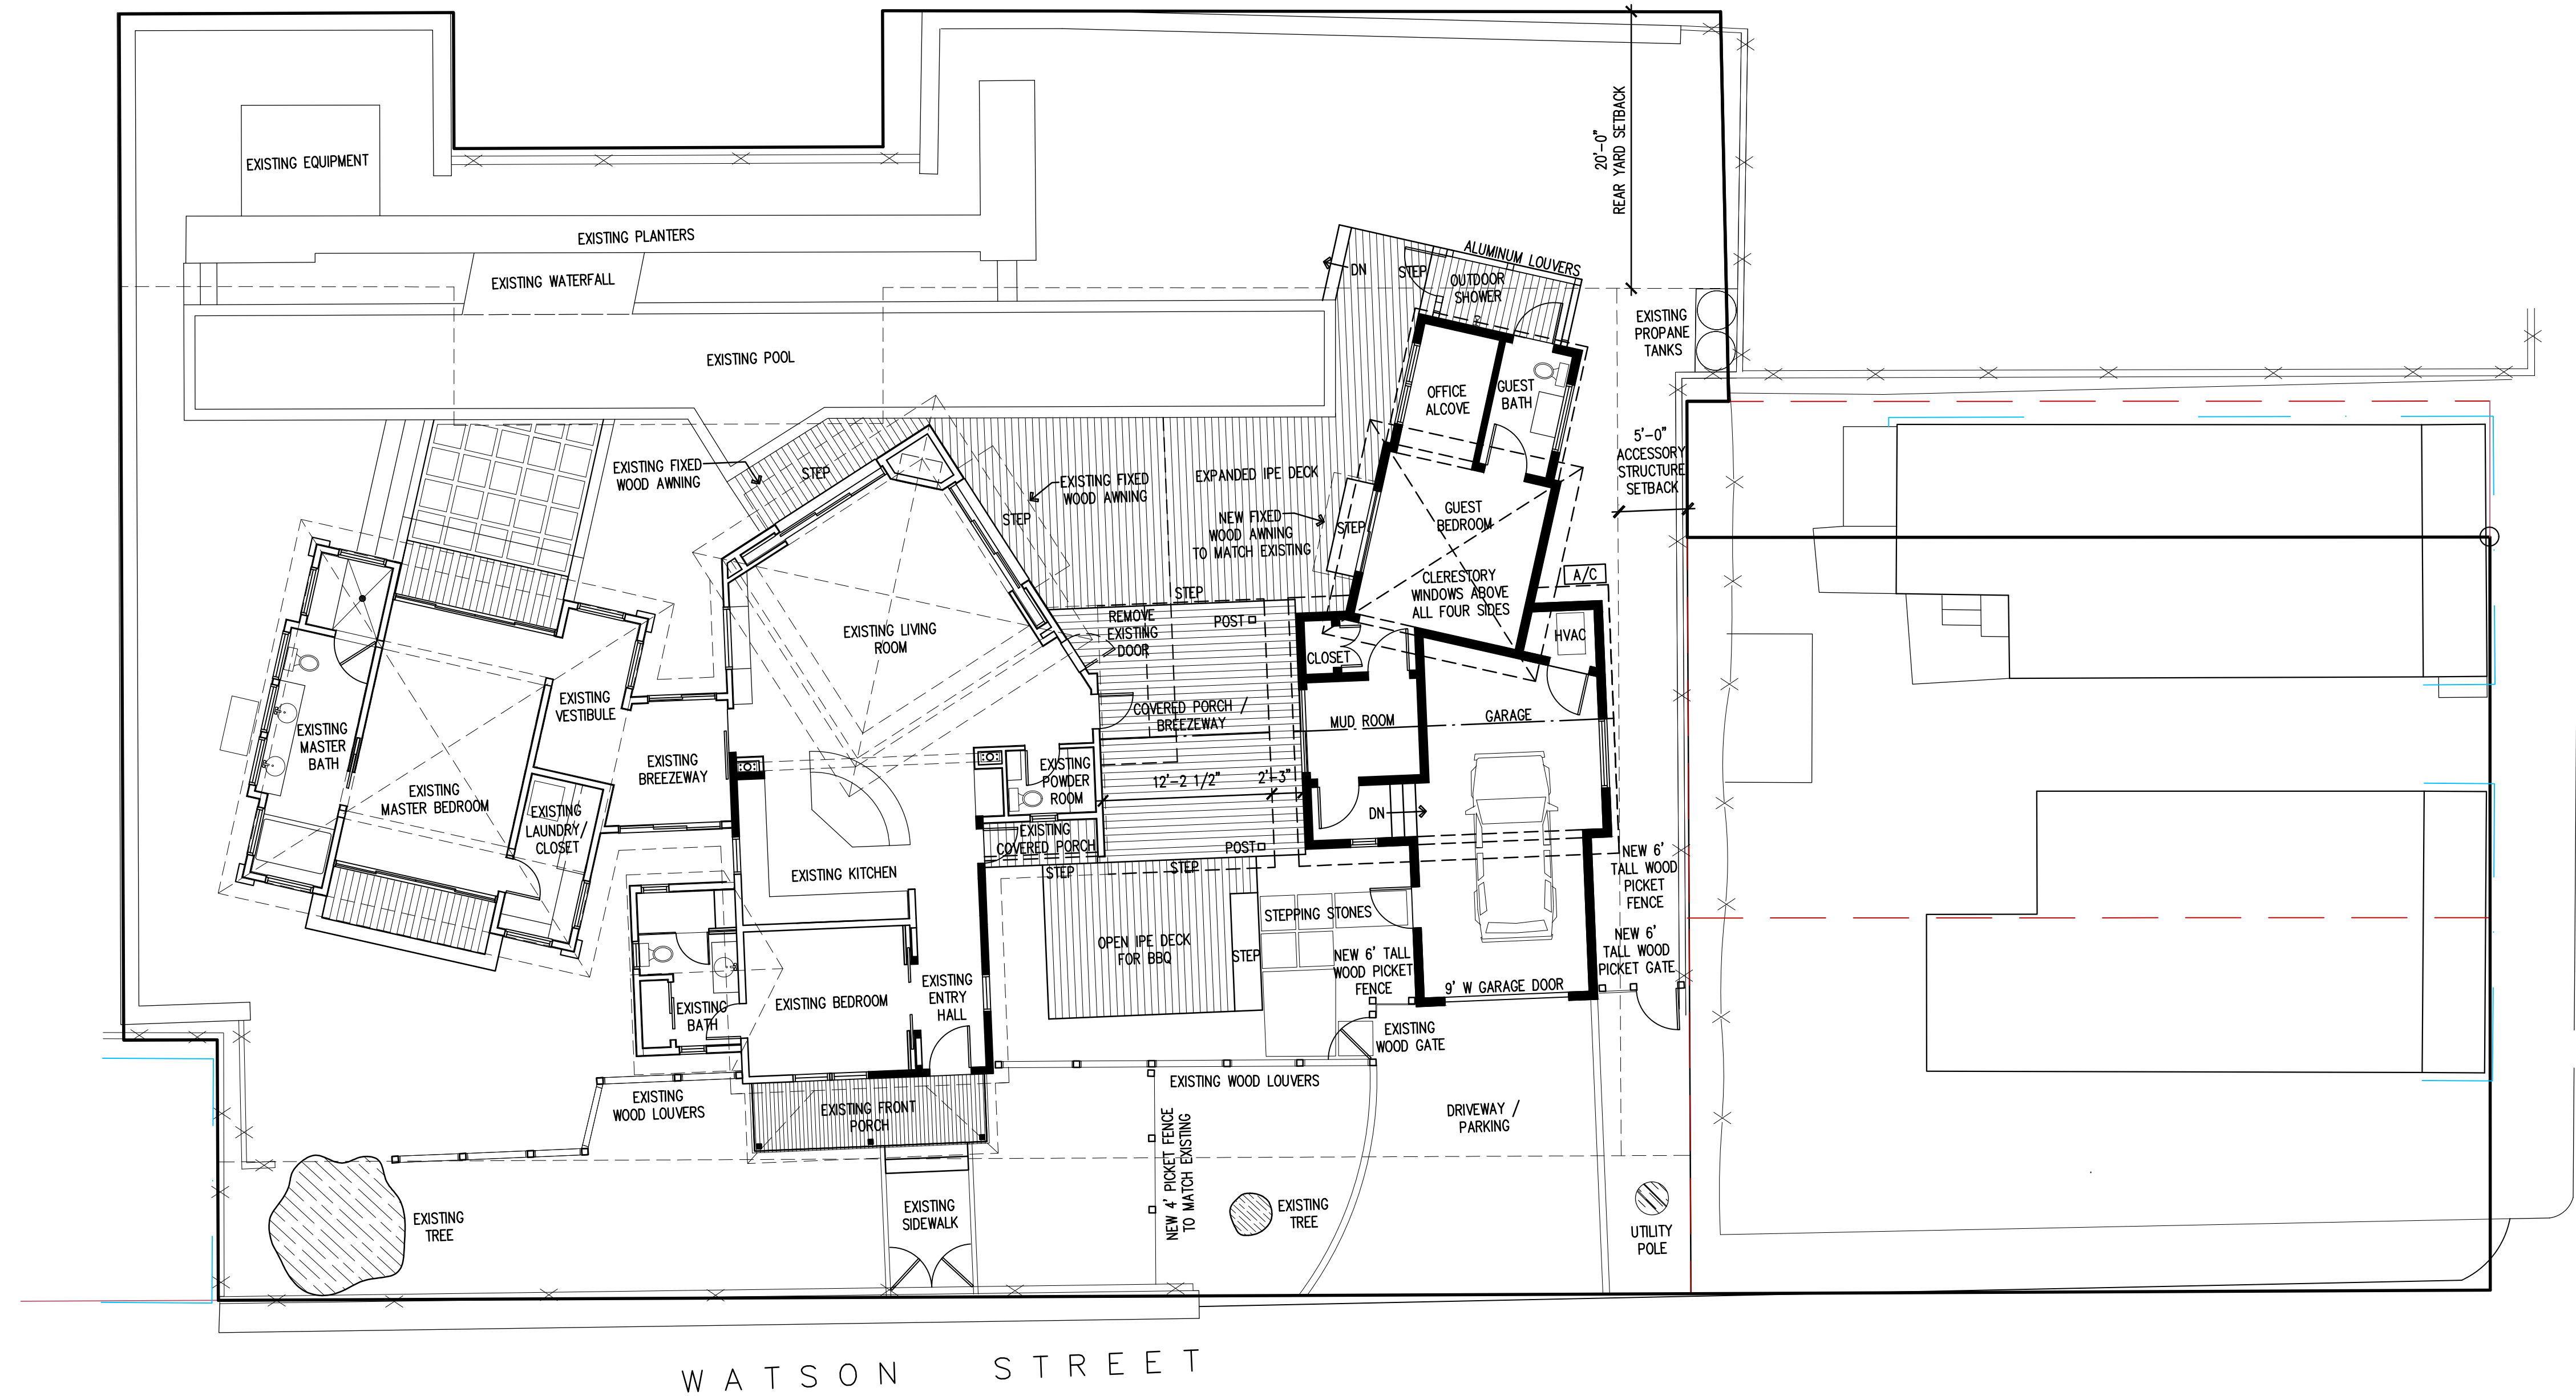 EXISTING EQUIPMENT
EXISTING PLANTERS
EXISTING WATERFALL
EXISTING POOL
20'-0"
REAR YARD SETBACK
ALUMINUM LOUVERS
DN
STEP
OUTDOOR
SHOWER
EXISTING
PROPANE
TANKS
OFFICE
ALCOVE
GUEST
BATH
5'-0"
ACCESSORY
STRUCTURE
SETBACK
EXISTING FIXED
WOOD AWNING
STEP
EXISTING FIXED
WOOD AWNING
STEP
EXPANDED IPE DECK
NEW FIXED
WOOD AWNING
TO MATCH EXISTING
STEP
GUEST
BEDROOM
CLERESTORY
WINDOWS ABOVE
ALL FOUR SIDES
A/C
HVAC
STEP
REMOVE
EXISTING
DOOR
POST
CLOSET
EXISTING LIVING
ROOM
COVERED PORCH /
BREEZEWAY
MUD ROOM
GARAGE
EXISTING
VESTIBULE
EXISTING
MASTER
BATH
EXISTING
BREEZEWAY
EXISTING
MASTER BEDROOM
EXISTING
LAUNDRY/
CLOSET
EXISTING
POWDER
ROOM
12'-2 1/2"
2'-3"
DN
EXISTING
COVERED PORCH
STEP
STEP
POST
EXISTING KITCHEN
NEW 6'
TALL WOOD
PICKET
FENCE
STEPPING STONES
OPEN IPE DECK
FOR BBQ
STEP
NEW 6' TALL
WOOD PICKET
FENCE
NEW 6'
TALL WOOD
PICKET GATE
9' W GARAGE DOOR
EXISTING
BATH
EXISTING BEDROOM
EXISTING
ENTRY
HALL
EXISTING
WOOD GATE
EXISTING WOOD LOUVERS
EXISTING
WOOD LOUVERS
EXISTING FRONT
PORCH
DRIVEWAY /
PARKING
NEW 4' PICKET FENCE
TO MATCH EXISTING
EXISTING
TREE
EXISTING
SIDEWALK
EXISTING
TREE
UTILITY
POLE
WATSON STREET